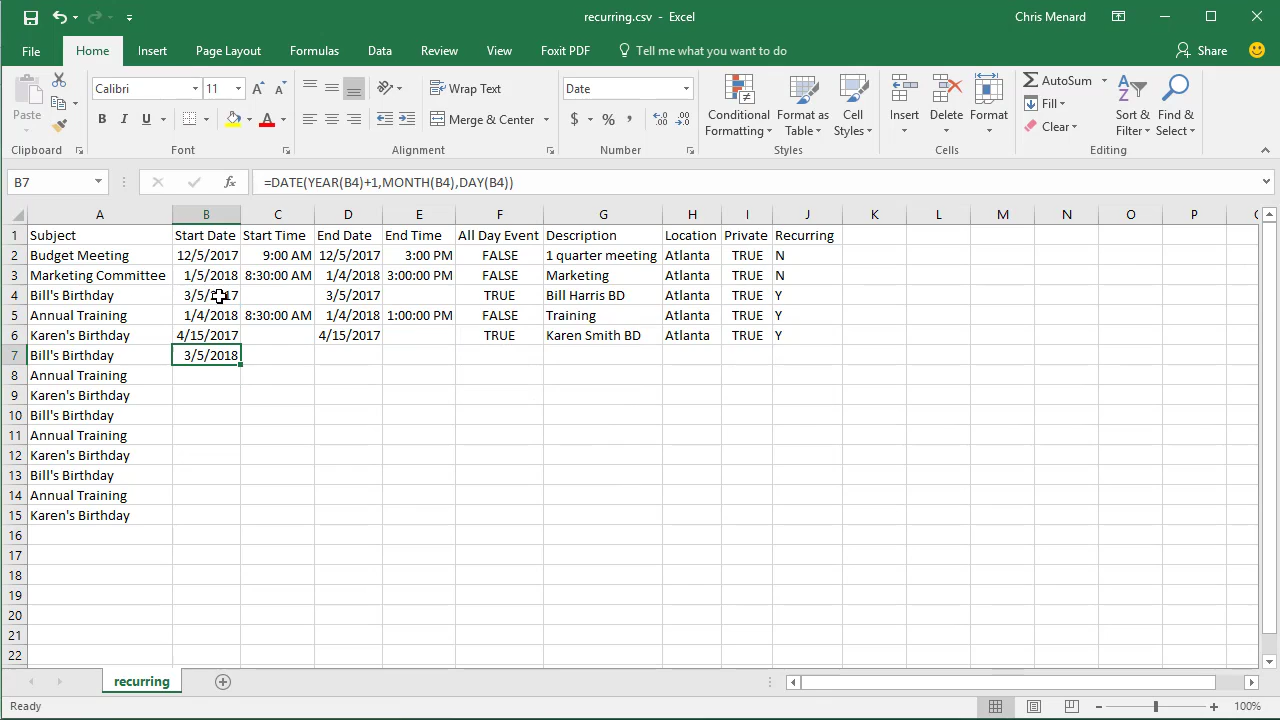 recurring.csv - Excel
Chris Menard
File Home Insert Page Layout Formulas Data Review View Foxit PDF Tell me what you want to do Share
Paste
Calibri 11
B I U A
Wrap Text
Merge & Center
Date
$ %
Conditional Formatting
Format as Table
Cell Styles
Insert Delete Format
AutoSum
Fill
Clear
Sort & Filter
Find & Select
Clipboard Font Alignment Number Styles Cells Editing
B7 fx =DATE(YEAR(B4)+1,MONTH(B4),DAY(B4))
A B C D E F G H I J K L M N O P
1 Subject Start Date Start Time End Date End Time All Day Event Description Location Private Recurring
2 Budget Meeting 12/5/2017 9:00 AM 12/5/2017 3:00 PM FALSE 1 quarter meeting Atlanta TRUE N
3 Marketing Committee 1/5/2018 8:30:00 AM 1/4/2018 3:00:00 PM FALSE Marketing Atlanta TRUE N
4 Bill's Birthday 3/5/2017 3/5/2017 TRUE Bill Harris BD Atlanta TRUE Y
5 Annual Training 1/4/2018 8:30:00 AM 1/4/2018 1:00:00 PM FALSE Training Atlanta TRUE Y
6 Karen's Birthday 4/15/2017 4/15/2017 TRUE Karen Smith BD Atlanta TRUE Y
7 Bill's Birthday 3/5/2018
8 Annual Training
9 Karen's Birthday
10 Bill's Birthday
11 Annual Training
12 Karen's Birthday
13 Bill's Birthday
14 Annual Training
15 Karen's Birthday
16
17
18
19
20
21
22
recurring
Ready
100%